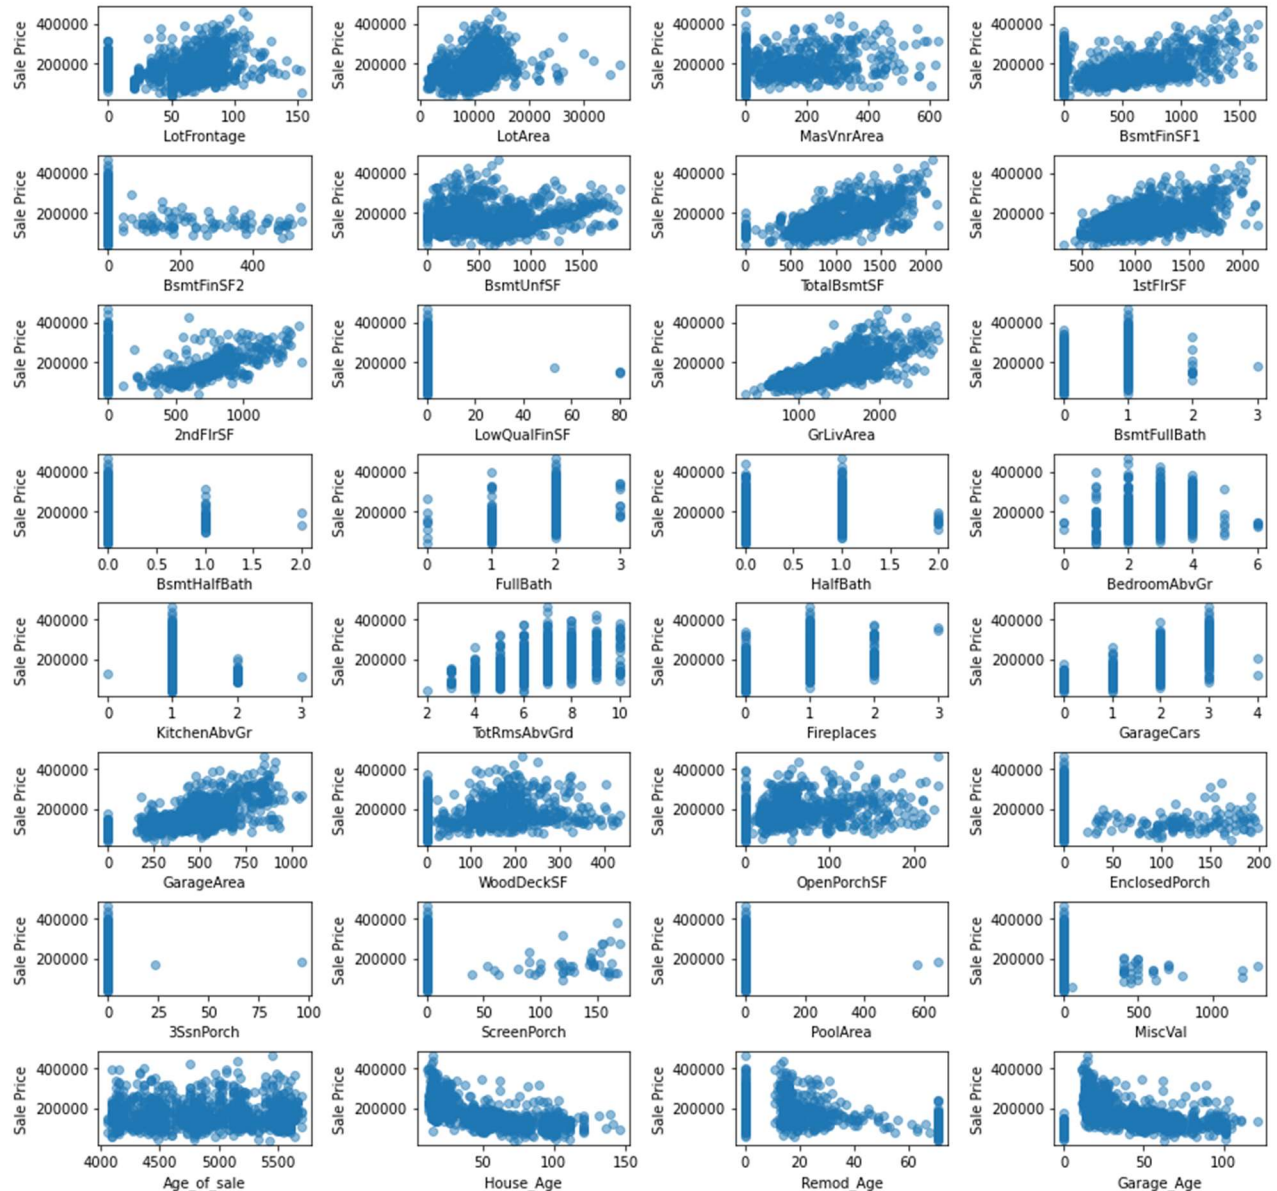 Sale Price 400000 200000 0 50 100 150 LotFrontage
Sale Price 400000 200000 0 10000 20000 30000 LotArea
Sale Price 400000 200000 0 200 400 600 MasVnrArea
Sale Price 400000 200000 0 500 1000 1500 BsmtFinSF1
Sale Price 400000 200000 0 200 400 BsmtFinSF2
Sale Price 400000 200000 0 500 1000 1500 BsmtUnfSF
Sale Price 400000 200000 0 500 1000 1500 2000 TotalBsmtSF
Sale Price 400000 200000 500 1000 1500 2000 1stFlrSF
Sale Price 400000 200000 0 500 1000 2ndFlrSF
Sale Price 400000 200000 0 20 40 60 80 LowQualFinSF
Sale Price 400000 200000 1000 2000 GrLivArea
Sale Price 400000 200000 0 1 2 3 BsmtFullBath
Sale Price 400000 200000 0.0 0.5 1.0 1.5 2.0 BsmtHalfBath
Sale Price 400000 200000 0 1 2 3 FullBath
Sale Price 400000 200000 0.0 0.5 1.0 1.5 2.0 HalfBath
Sale Price 400000 200000 0 2 4 6 BedroomAbvGr
Sale Price 400000 200000 0 1 2 3 KitchenAbvGr
Sale Price 400000 200000 2 4 6 8 10 TotRmsAbvGrd
Sale Price 400000 200000 0 1 2 3 Fireplaces
Sale Price 400000 200000 0 1 2 3 4 GarageCars
Sale Price 400000 200000 0 250 500 750 1000 GarageArea
Sale Price 400000 200000 0 100 200 300 400 WoodDeckSF
Sale Price 400000 200000 0 100 200 OpenPorchSF
Sale Price 400000 200000 0 50 100 150 200 EnclosedPorch
Sale Price 400000 200000 0 25 50 75 100 3SsnPorch
Sale Price 400000 200000 0 50 100 150 ScreenPorch
Sale Price 400000 200000 0 200 400 600 PoolArea
Sale Price 400000 200000 0 500 1000 MiscVal
Sale Price 400000 200000 4000 4500 5000 5500 Age_of_sale
Sale Price 400000 200000 50 100 150 House_Age
Sale Price 400000 200000 0 20 40 60 Remod_Age
Sale Price 400000 200000 0 50 100 Garage_Age